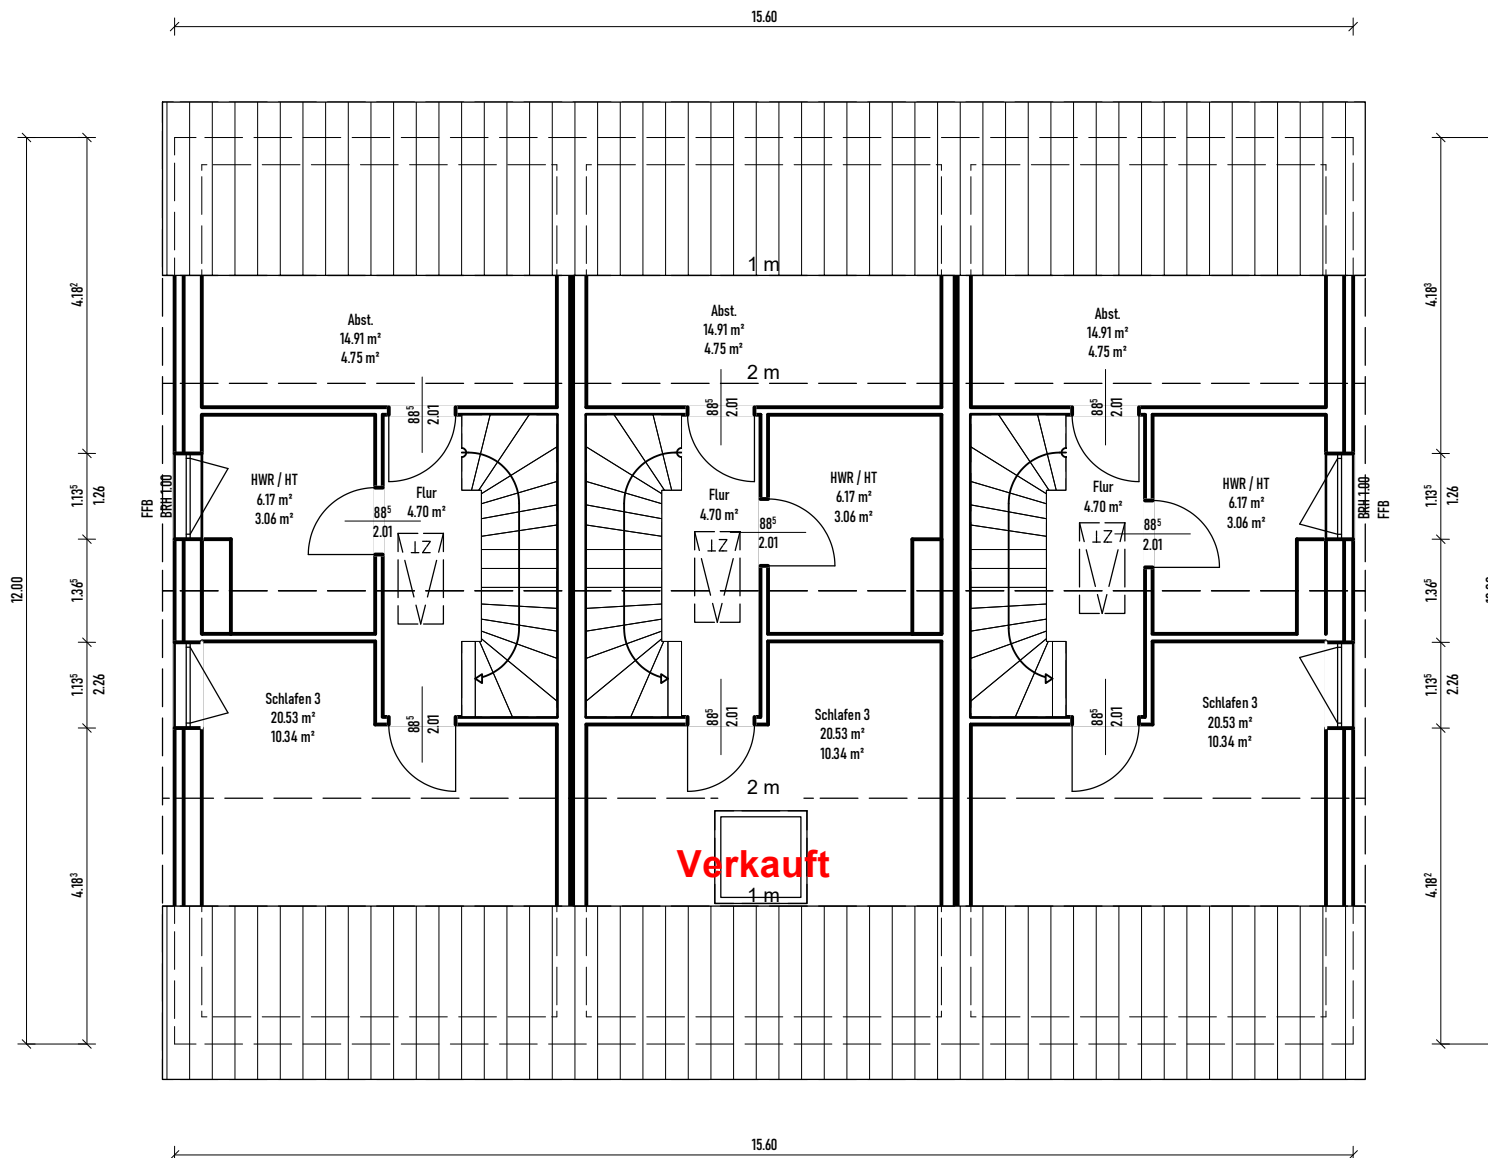 15.60
1 m
Abst.
14.91 m²
4.75 m²
Abst.
14.91 m²
4.75 m²
Abst.
14.91 m²
4.75 m²
2 m
4.18²
4.18³
88⁵
2.01
88⁵
2.01
88⁵
2.01
HWR / HT
6.17 m²
3.06 m²
Flur
4.70 m²
Flur
4.70 m²
HWR / HT
6.17 m²
3.06 m²
Flur
4.70 m²
HWR / HT
6.17 m²
3.06 m²
1.13⁵
1.26
FFB
BRH 1.00
88⁵
2.01
88⁵
2.01
88⁵
2.01
BRH 1.00
FFB
1.13⁵
1.26
ZT
ZT
ZT
12.00
1.36⁵
1.36⁵
1.13⁵
2.26
1.13⁵
2.26
Schlafen 3
20.53 m²
10.34 m²
88⁵
2.01
88⁵
2.01
Schlafen 3
20.53 m²
10.34 m²
88⁵
2.01
Schlafen 3
20.53 m²
10.34 m²
2 m
Verkauft
1 m
4.18³
4.18²
15.60